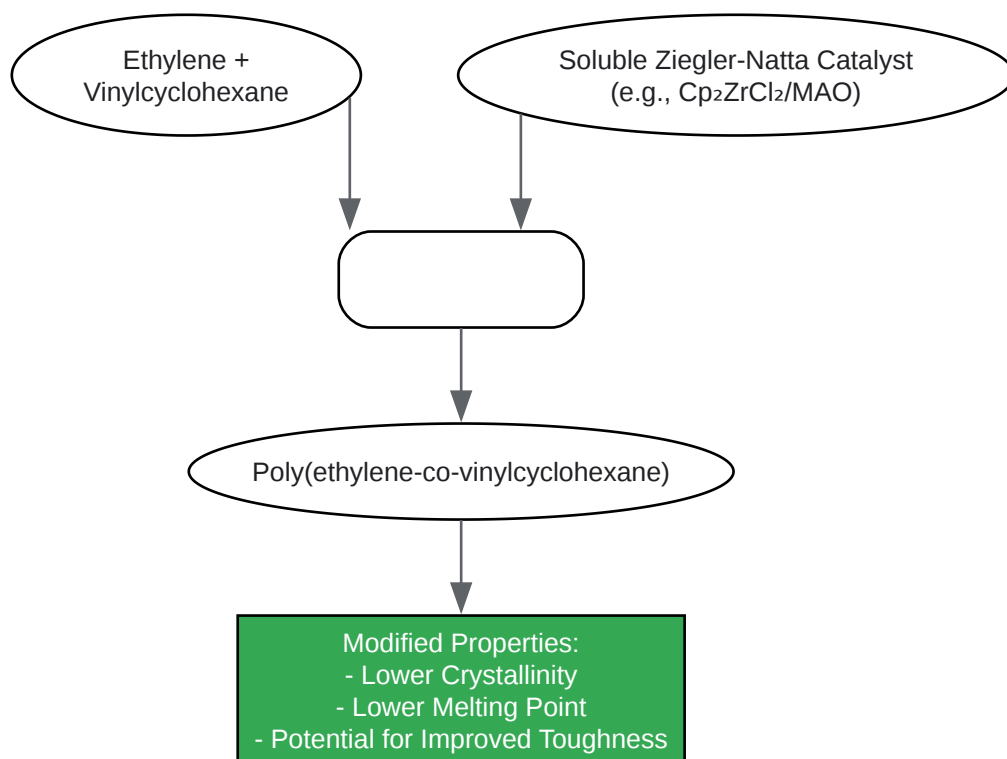 Ethylene +
Vinylcyclohexane
Soluble Ziegler-Natta Catalyst
(e.g., Cp₂ZrCl₂/MAO)
Poly(ethylene-co-vinylcyclohexane)
Modified Properties:
- Lower Crystallinity
- Lower Melting Point
- Potential for Improved Toughness